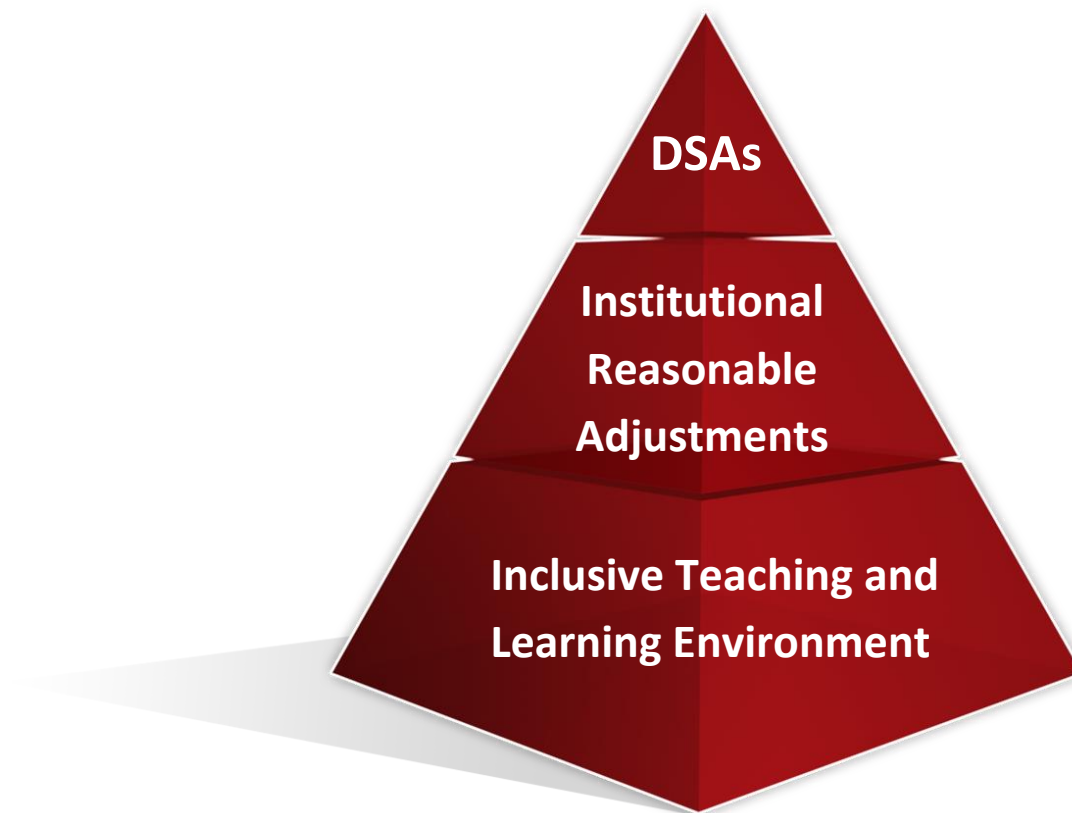 DSAs
Institutional
Reasonable
Adjustments
Inclusive Teaching and
Learning Environment